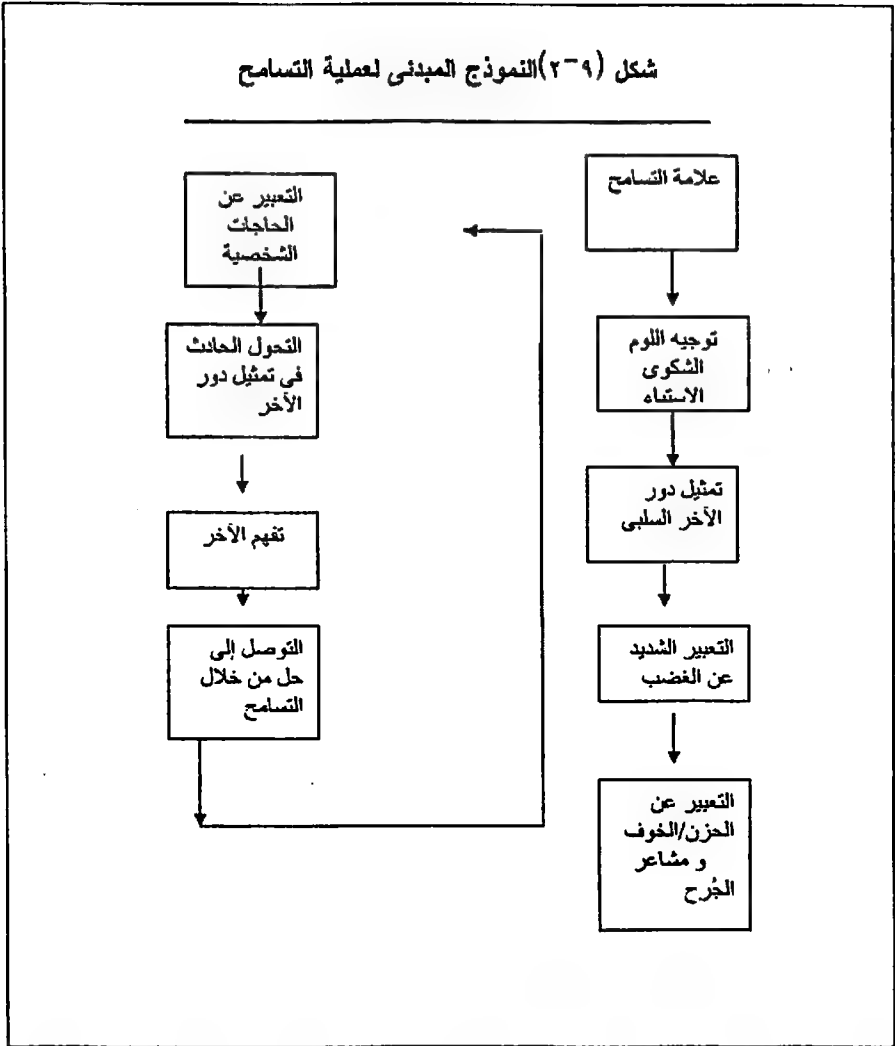 شكل (٩-٢) النموذج المبدئى لعملية التسامح
علامة التسامح
توجيه اللوم
الشكوى
الاستياء
تمثيل دور
الآخر السلبى
التعبير الشديد
عن الغضب
التعبير عن
الحزن/الخوف
و مشاعر
الجُرح
التعبير عن
الحاجات
الشخصية
التحول الحادث
فى تمثيل دور
الآخر
تفهم الآخر
التوصل إلى
حل من خلال
التسامح